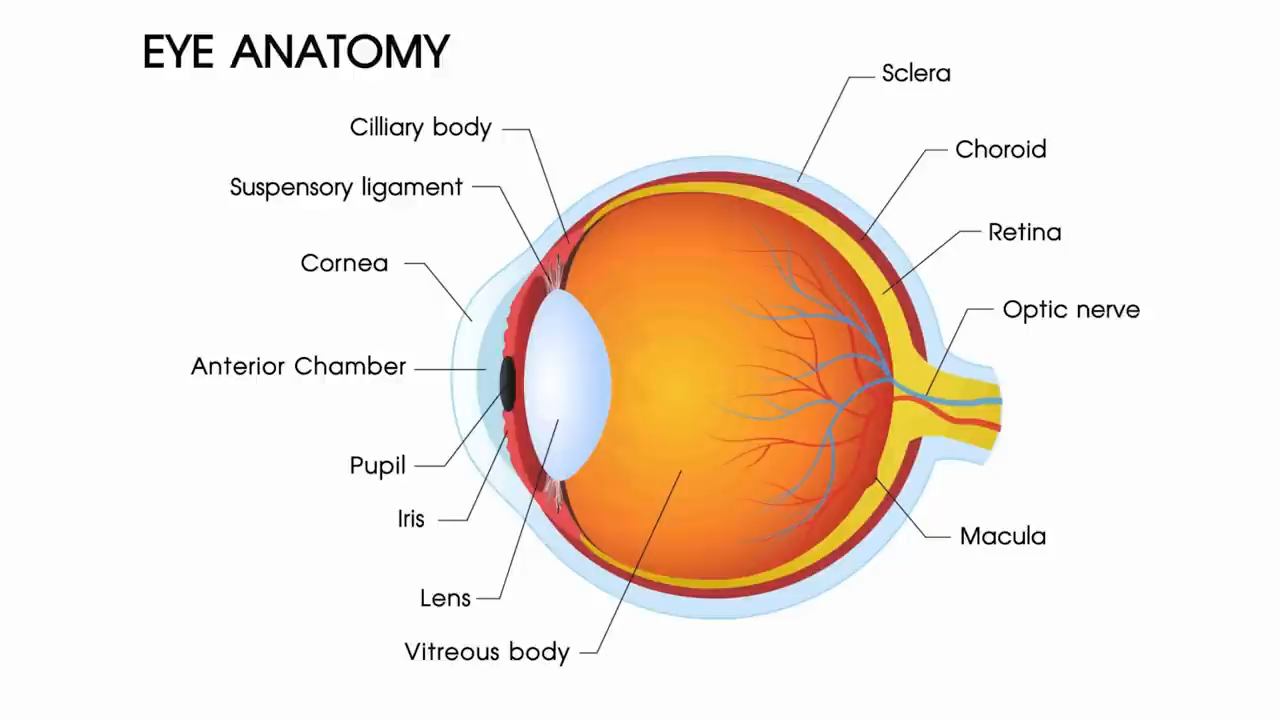 EYE ANATOMY
Sclera
Cilliary body
Choroid
Suspensory ligament
Retina
Cornea
Optic nerve
Anterior Chamber
Pupil
Iris
Macula
Lens
Vitreous body